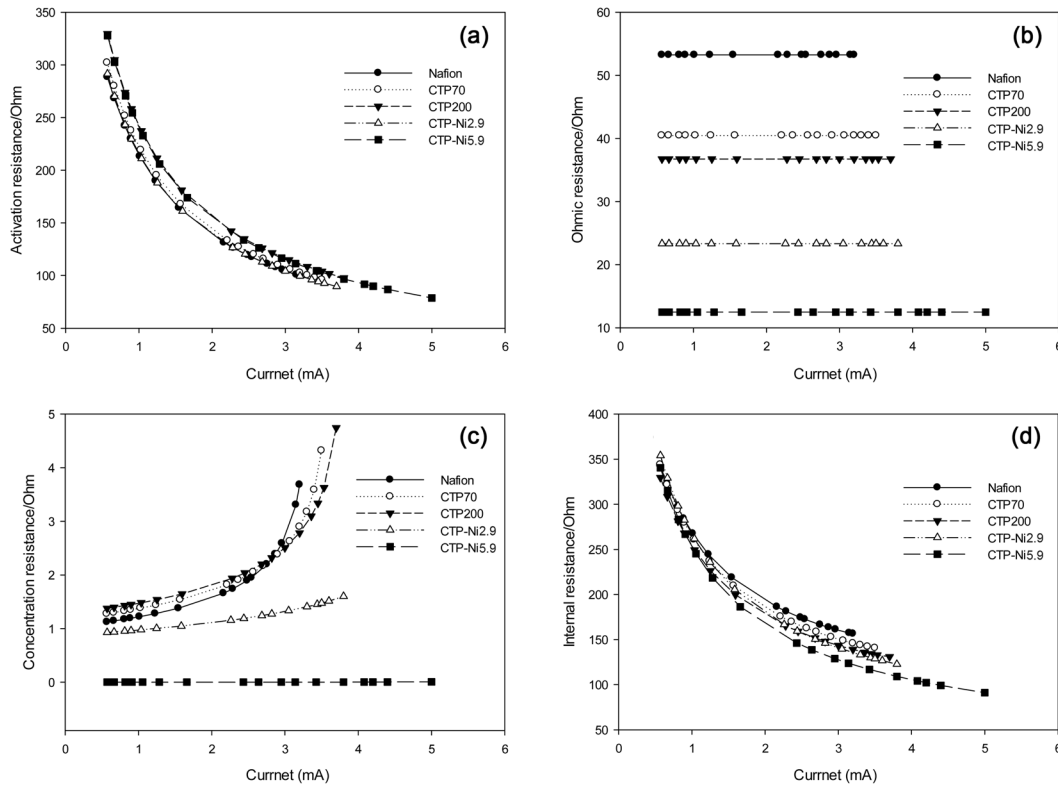 (a)
Activation resistance/Ohm
350
300
250
200
150
100
50
Nafion
CTP70
CTP200
CTP-Ni2.9
CTP-Ni5.9
0 1 2 3 4 5 6
Currnet (mA)
(b)
Ohmic resistance/Ohm
60
50
40
30
20
10
Nafion
CTP70
CTP200
CTP-Ni2.9
CTP-Ni5.9
0 1 2 3 4 5 6
Currnet (mA)
(c)
Concentration resistance/Ohm
5
4
3
2
1
0
Nafion
CTP70
CTP200
CTP-Ni2.9
CTP-Ni5.9
0 1 2 3 4 5 6
Currnet (mA)
(d)
Internal resistance/Ohm
400
350
300
250
200
150
100
50
Nafion
CTP70
CTP200
CTP-Ni2.9
CTP-Ni5.9
0 1 2 3 4 5 6
Currnet (mA)